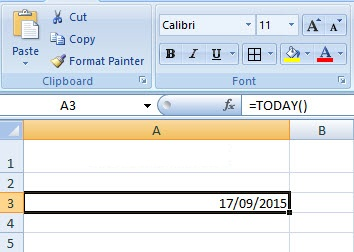 Cut
Copy
Format Painter
Paste
Clipboard
Calibri 11 A A
B I U A
Font
A3 fx =TODAY()
A B
1
2
3 17/09/2015
4
5